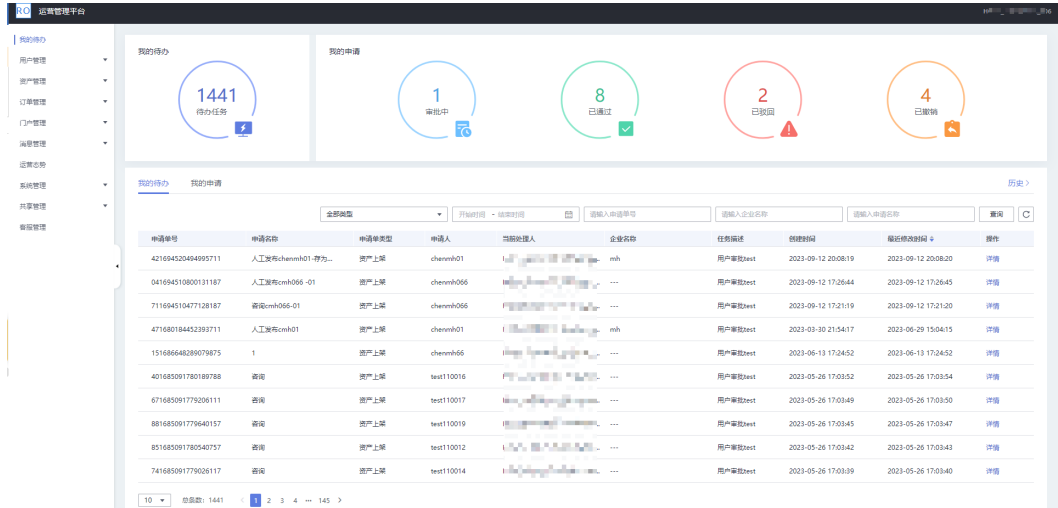 RO 运营管理平台
我的待办
用户管理
资产管理
订单管理
门户管理
消息管理
运营态势
系统管理
共享管理
客服管理
我的待办
1441
待办任务
我的申请
1
审批中
8
已通过
2
已驳回
4
已撤销
我的待办 我的申请 历史
全部类型 开始时间 - 结束时间 请输入申请单号 请输入企业名称 请输入申请名称 查询
申请单号 申请名称 申请单类型 申请人 当前处理人 企业名称 任务描述 创建时间 最近修改时间 操作
421694520494995711 人工发布chenmh01-存为... 资产上架 chenmh01 mh 用户审批test 2023-09-12 20:08:19 2023-09-12 20:08:20 详情
041694510800131187 人工发布cmh066 -01 资产上架 chenmh066 --- 用户审批test 2023-09-12 17:26:44 2023-09-12 17:26:45 详情
711694510477128187 咨询cmh066-01 资产上架 chenmh066 --- 用户审批test 2023-09-12 17:21:19 2023-09-12 17:21:20 详情
471680184452393711 人工发布cmh01 资产上架 chenmh01 mh 用户审批test 2023-03-30 21:54:17 2023-06-29 15:04:15 详情
151686648289079875 1 资产上架 chenmh66 --- 用户审批test 2023-06-13 17:24:52 2023-06-13 17:24:52 详情
401685091780189788 咨询 资产上架 test110016 --- 用户审批test 2023-05-26 17:03:52 2023-05-26 17:03:54 详情
671685091779206111 咨询 资产上架 test110017 --- 用户审批test 2023-05-26 17:03:49 2023-05-26 17:03:50 详情
881685091779640157 咨询 资产上架 test110019 --- 用户审批test 2023-05-26 17:03:45 2023-05-26 17:03:47 详情
851685091780540757 咨询 资产上架 test110012 --- 用户审批test 2023-05-26 17:03:42 2023-05-26 17:03:43 详情
741685091779026117 咨询 资产上架 test110014 --- 用户审批test 2023-05-26 17:03:39 2023-05-26 17:03:40 详情
10 总条数: 1441 < 1 2 3 4 ··· 145 >